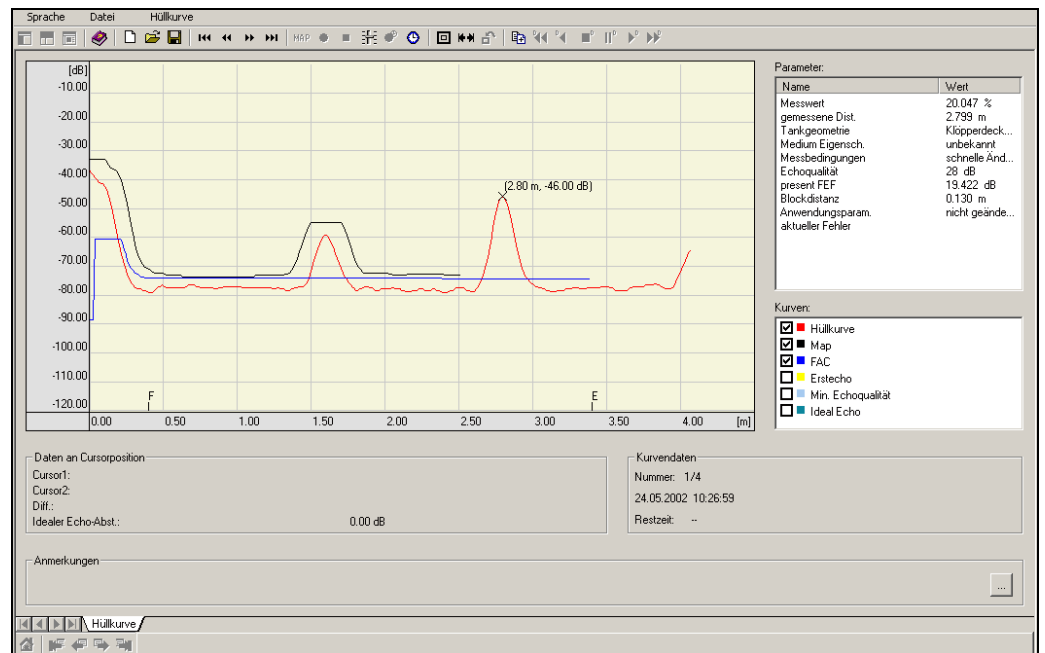 Sprache Datei Hüllkurve
MAP
[dB]
-10.00
-20.00
-30.00
-40.00
-50.00
-60.00
-70.00
-80.00
-90.00
-100.00
-110.00
-120.00
(2.80 m, -46.00 dB)
F E
0.00 0.50 1.00 1.50 2.00 2.50 3.00 3.50 4.00 [m]
Parameter:
Name Wert
Messwert 20.047 %
gemessene Dist. 2.799 m
Tankgeometrie Klöpperdeck...
Medium Eigensch. unbekannt
Messbedingungen schnelle Änd...
Echoqualität 28 dB
present FEF 19.422 dB
Blockdistanz 0.130 m
Anwendungsparam. nicht geände...
aktueller Fehler
Kurven:
Hüllkurve
Map
FAC
Erstecho
Min. Echoqualität
Ideal Echo
Daten an Cursorposition
Cursor1:
Cursor2:
Diff.:
Idealer Echo-Abst.: 0.00 dB
Kurvendaten
Nummer: 1/4
24.05.2002 10:26:59
Restzeit: --
Anmerkungen
...
Hüllkurve